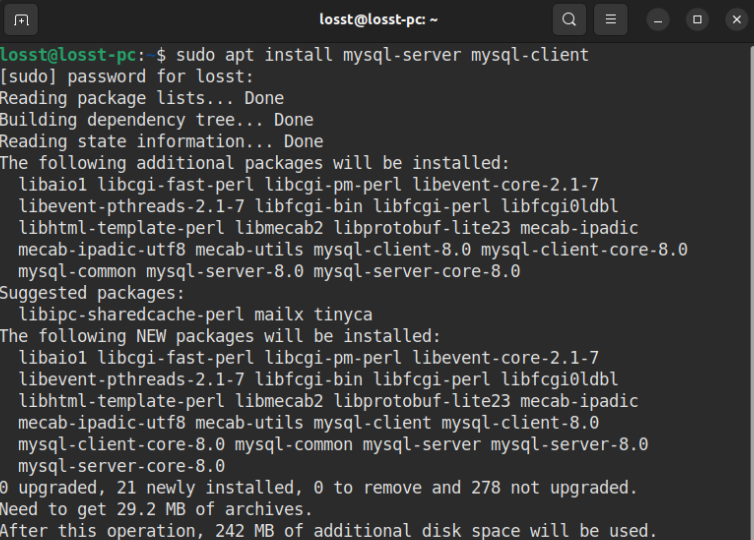 losst@losst-pc: ~
losst@losst-pc:~$ sudo apt install mysql-server mysql-client
[sudo] password for losst:
Reading package lists... Done
Building dependency tree... Done
Reading state information... Done
The following additional packages will be installed:
  libaio1 libcgi-fast-perl libcgi-pm-perl libevent-core-2.1-7
  libevent-pthreads-2.1-7 libfcgi-bin libfcgi-perl libfcgi0ldbl
  libhtml-template-perl libmecab2 libprotobuf-lite23 mecab-ipadic
  mecab-ipadic-utf8 mecab-utils mysql-client-8.0 mysql-client-core-8.0
  mysql-common mysql-server-8.0 mysql-server-core-8.0
Suggested packages:
  libipc-sharedcache-perl mailx tinyca
The following NEW packages will be installed:
  libaio1 libcgi-fast-perl libcgi-pm-perl libevent-core-2.1-7
  libevent-pthreads-2.1-7 libfcgi-bin libfcgi-perl libfcgi0ldbl
  libhtml-template-perl libmecab2 libprotobuf-lite23 mecab-ipadic
  mecab-ipadic-utf8 mecab-utils mysql-client mysql-client-8.0
  mysql-client-core-8.0 mysql-common mysql-server mysql-server-8.0
  mysql-server-core-8.0
0 upgraded, 21 newly installed, 0 to remove and 278 not upgraded.
Need to get 29.2 MB of archives.
After this operation, 242 MB of additional disk space will be used.